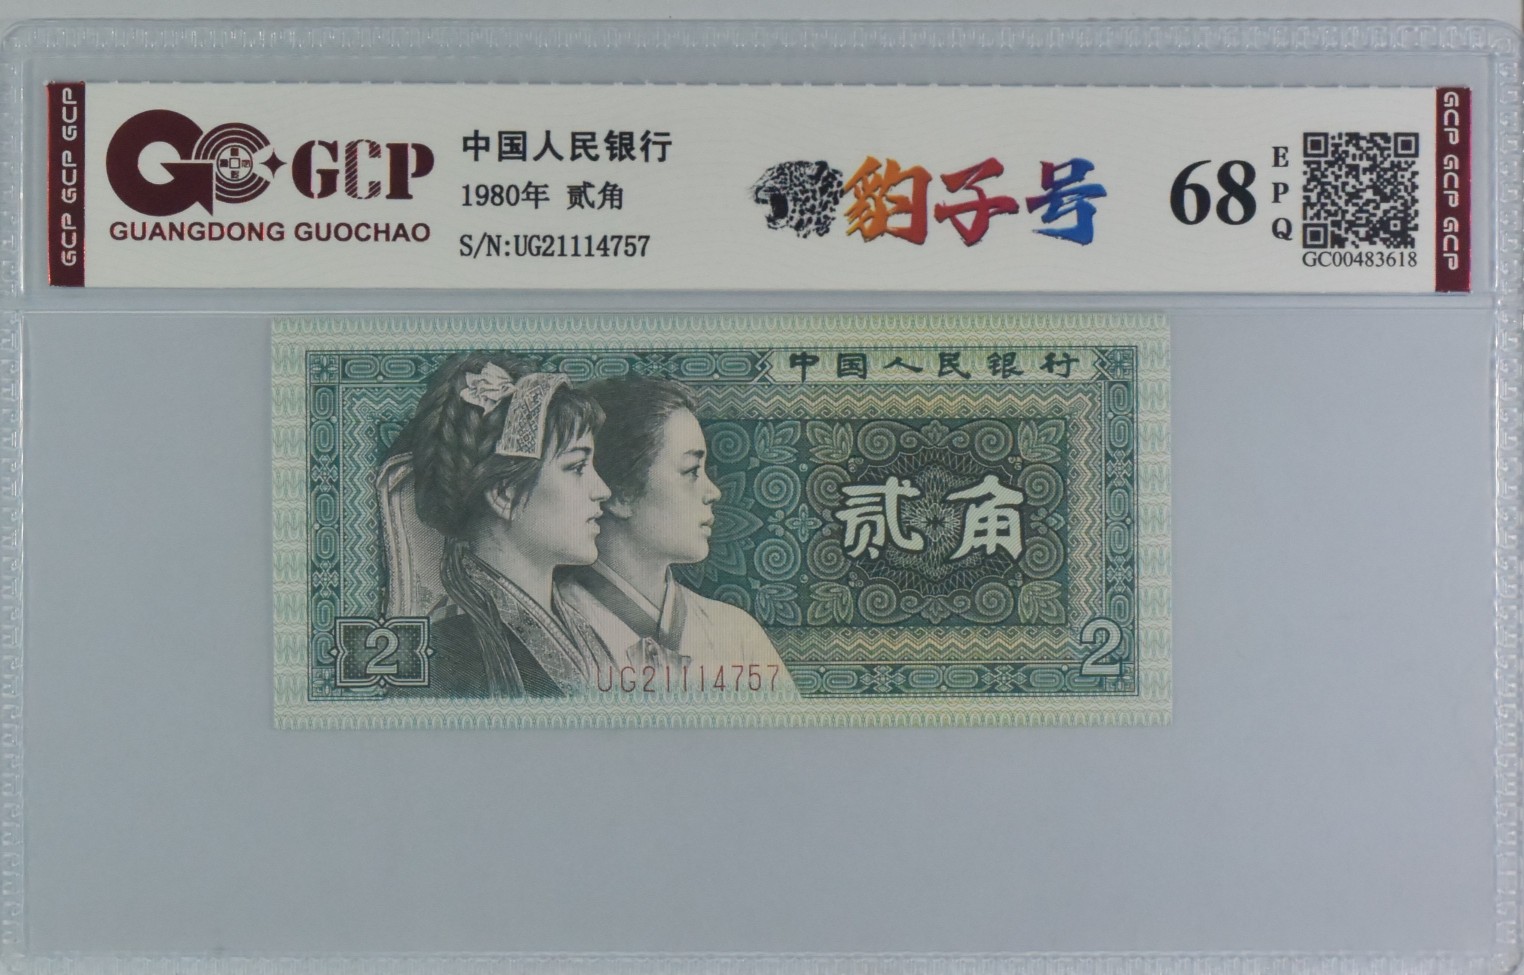 GCP GCP GCP
GCP
GUANGDONG GUOCHAO
中国人民银行
1980年 贰角
S/N:UG21114757
豹子号
68
EPQ
GC00483618
GCP GCP GCP
中国人民银行
贰角
2
2
UG21114757